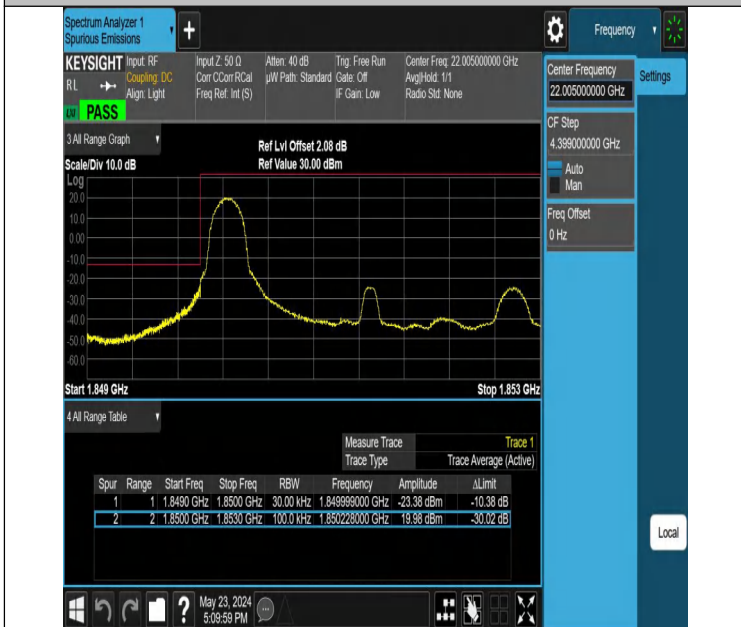 Spectrum Analyzer 1
Spurious Emissions
+
Frequency
KEYSIGHT Input: RF Input Z: 50 Ω Atten: 40 dB Trig: Free Run Center Freq: 22.005000000 GHz
RL Coupling: DC Corr CCorr RCal µW Path: Standard Gate: Off Avg|Hold: 1/1
Align: Light Freq Ref: Int (S) IF Gain: Low Radio Std: None
PASS
Center Frequency
22.005000000 GHz
Settings
CF Step
4.399000000 GHz
Auto
Man
Freq Offset
0 Hz
3 All Range Graph
Ref Lvl Offset 2.08 dB
Scale/Div 10.0 dB Ref Value 30.00 dBm
Log
20.0
10.0
0.00
-10.0
-20.0
-30.0
-40.0
-50.0
-60.0
Start 1.849 GHz Stop 1.853 GHz
4 All Range Table
Measure Trace Trace 1
Trace Type Trace Average (Active)
Spur Range Start Freq Stop Freq RBW Frequency Amplitude ΔLimit
1 1 1.8490 GHz 1.8500 GHz 30.00 kHz 1.849999000 GHz -23.38 dBm -10.38 dB
2 2 1.8500 GHz 1.8530 GHz 100.0 kHz 1.850228000 GHz 19.98 dBm -30.02 dB
Local
? May 23, 2024
5:09:59 PM